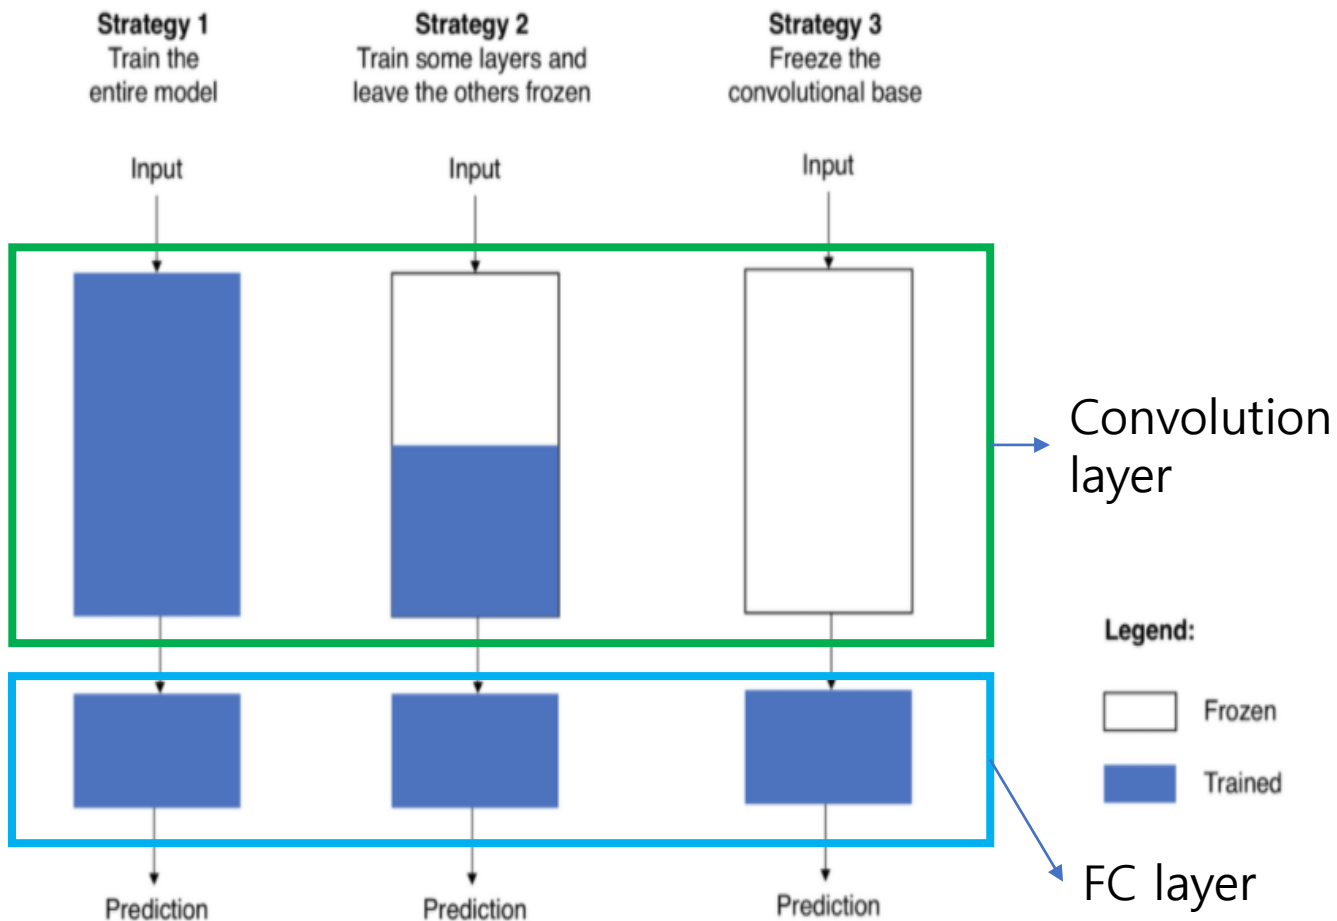 Strategy 1
Train the
entire model
Strategy 2
Train some layers and
leave the others frozen
Strategy 3
Freeze the
convolutional base
Input
Input
Input
Convolution
layer
Legend:
Frozen
Trained
FC layer
Prediction
Prediction
Prediction